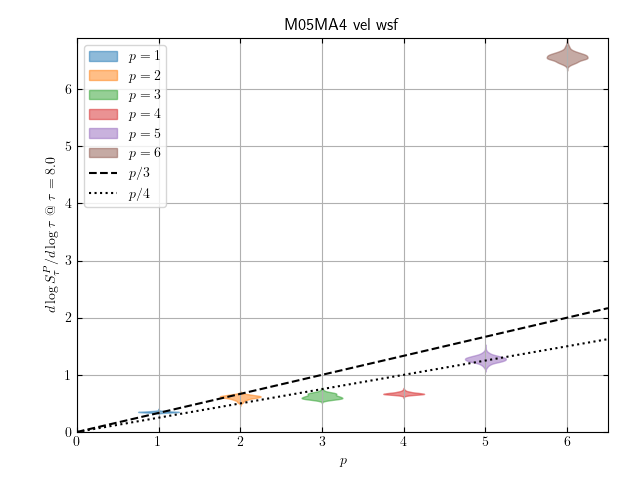 M05MA4 vel wsf
p = 1
p = 2
p = 3
p = 4
p = 5
p = 6
p/3
p/4
d log S_τ^P / d log τ @ τ = 8.0
6
5
4
3
2
1
0
0 1 2 3 4 5 6
p